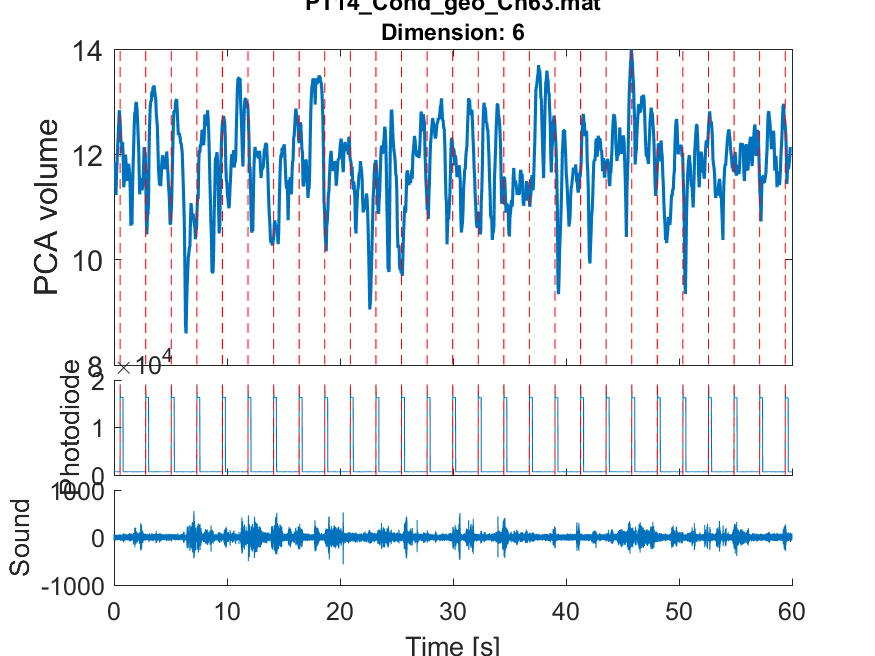 PT14_Cond_geo_Ch63.mat
Dimension: 6
PCA volume
14
12
10
8
×10⁴
Photodiode
2
1
0
Sound
1000
0
-1000
0 10 20 30 40 50 60
Time [s]